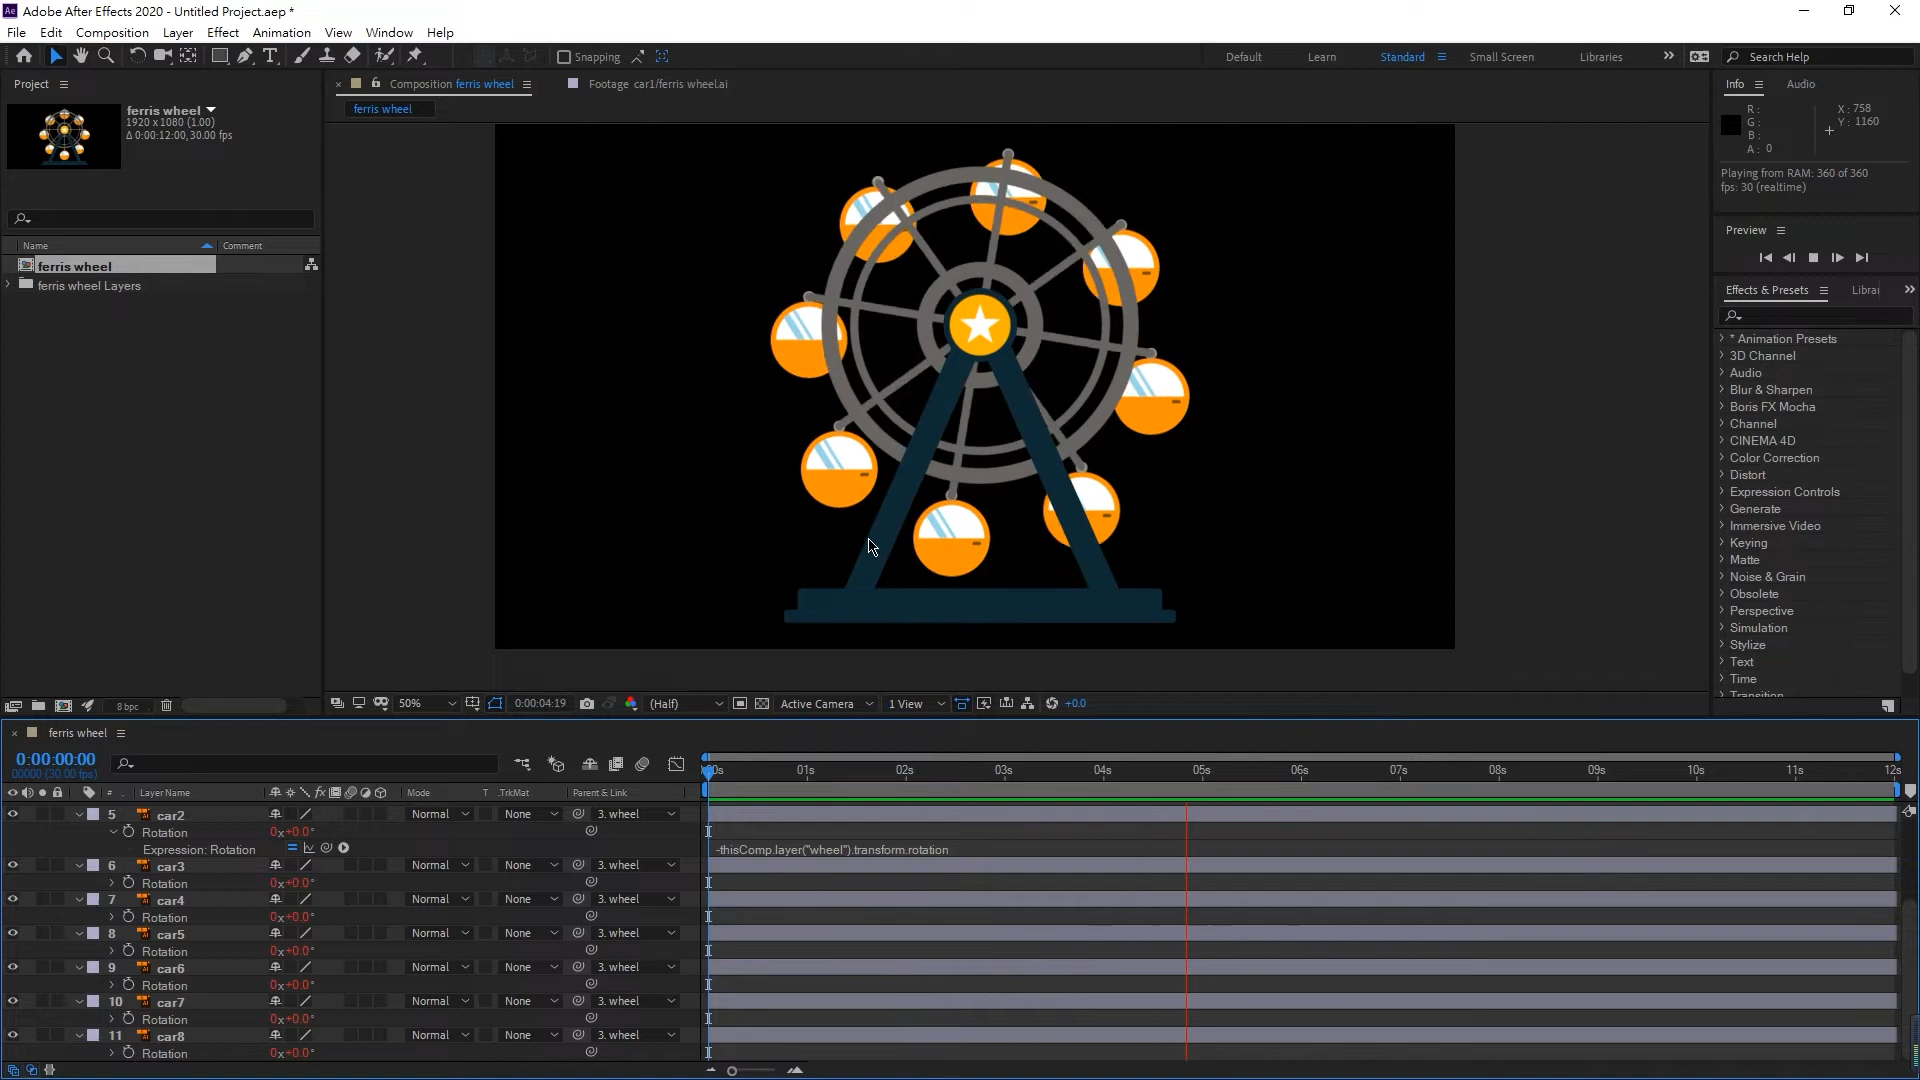 Adobe After Effects 2020 - Untitled Project.aep *
File Edit Composition Layer Effect Animation View Window Help
Snapping
Default Learn Standard Small Screen Libraries
Search Help
Project
ferris wheel
1920 x 1080 (1.00)
Δ 0:00:12:00, 30.00 fps
Name Comment
ferris wheel
ferris wheel Layers
8 bpc
Composition ferris wheel
Footage car1/ferris wheel.ai
ferris wheel
50%
0:00:04:19
(Half)
Active Camera
1 View
+0.0
Info Audio
R :
G :
B :
A : 0
X : 758
Y : 1160
Playing from RAM: 360 of 360
fps: 30 (realtime)
Preview
Effects & Presets
* Animation Presets
3D Channel
Audio
Blur & Sharpen
Boris FX Mocha
Channel
CINEMA 4D
Color Correction
Distort
Expression Controls
Generate
Immersive Video
Keying
Matte
Noise & Grain
Obsolete
Perspective
Simulation
Stylize
Text
Time
Transition
ferris wheel
0:00:00:00
00000 (30.00 fps)
01s 02s 03s 04s 05s 06s 07s 08s 09s 10s 11s 12s
# Layer Name fx Mode T .TrkMat Parent & Link
5 car2 Normal None 3. wheel
Rotation 0x+0.0°
Expression: Rotation -thisComp.layer("wheel").transform.rotation
6 car3 Normal None 3. wheel
Rotation 0x+0.0°
7 car4 Normal None 3. wheel
Rotation 0x+0.0°
8 car5 Normal None 3. wheel
Rotation 0x+0.0°
9 car6 Normal None 3. wheel
Rotation 0x+0.0°
10 car7 Normal None 3. wheel
Rotation 0x+0.0°
11 car8 Normal None 3. wheel
Rotation 0x+0.0°